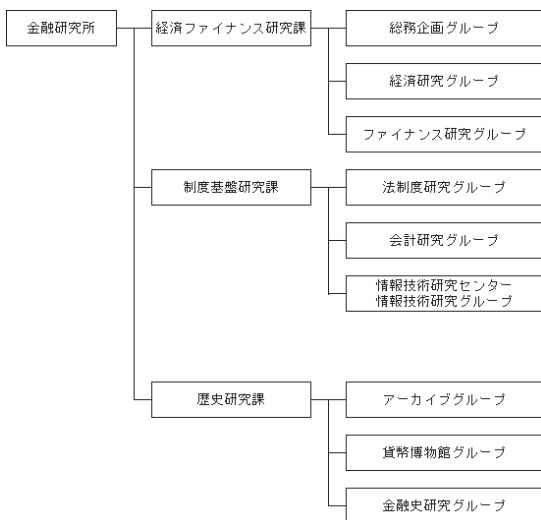 金融研究所
経済ファイナンス研究課
総務企画グループ
経済研究グループ
ファイナンス研究グループ
制度基盤研究課
法制度研究グループ
会計研究グループ
情報技術研究センター
情報技術研究グループ
歴史研究課
アーカイブグループ
貨幣博物館グループ
金融史研究グループ